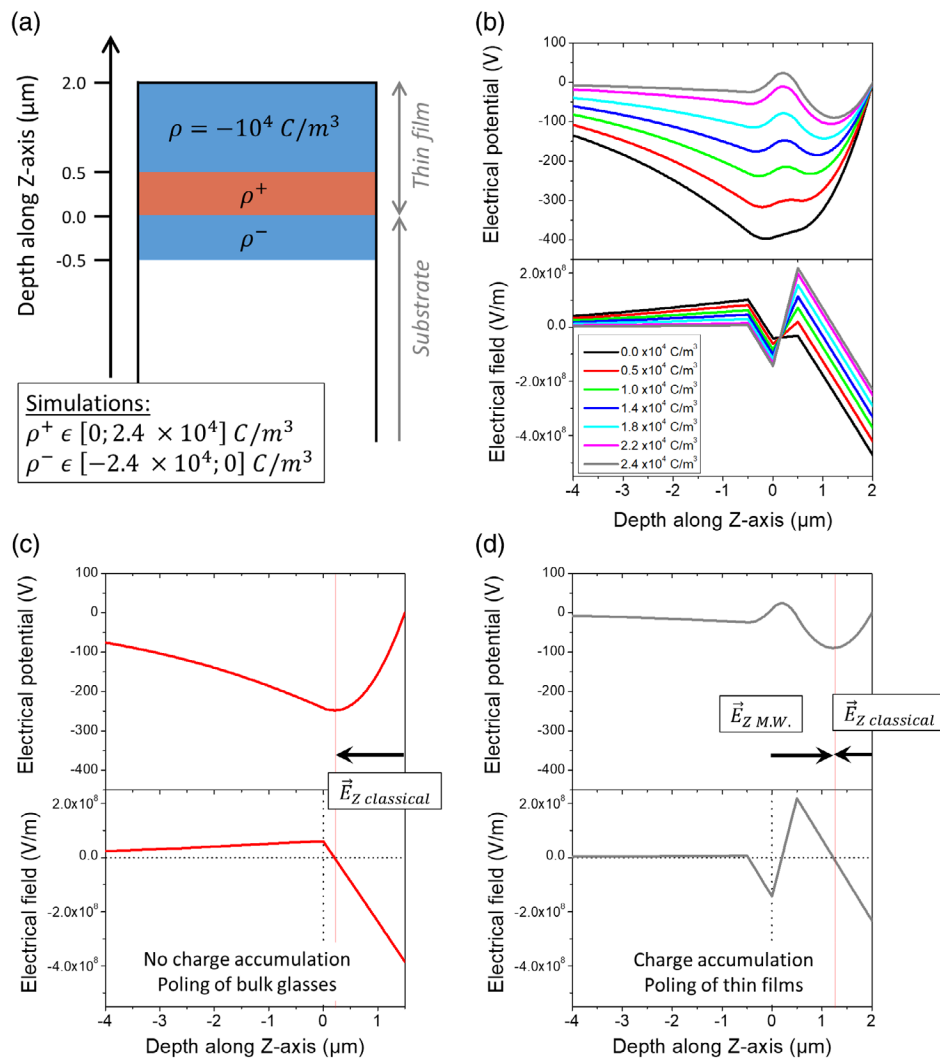 (a)
Depth along Z-axis (µm)
2.0
0.5
0.0
-0.5
ρ = −10⁴ C/m³
ρ⁺
ρ⁻
Thin film
Substrate
Simulations:
ρ⁺ ϵ [0; 2.4 × 10⁴] C/m³
ρ⁻ ϵ [−2.4 × 10⁴; 0] C/m³
(b)
Electrical potential (V)
100
0
-100
-200
-300
-400
Electrical field (V/m)
2.0x10⁸
0.0
-2.0x10⁸
-4.0x10⁸
0.0 x10⁴ C/m³
0.5 x10⁴ C/m³
1.0 x10⁴ C/m³
1.4 x10⁴ C/m³
1.8 x10⁴ C/m³
2.2 x10⁴ C/m³
2.4 x10⁴ C/m³
-4 -3 -2 -1 0 1 2
Depth along Z-axis (µm)
(c)
Electrical potential (V)
100
0
-100
-200
-300
-400
E⃗_Z classical
Electrical field (V/m)
2.0x10⁸
0.0
-2.0x10⁸
-4.0x10⁸
No charge accumulation
Poling of bulk glasses
-4 -3 -2 -1 0 1
Depth along Z-axis (µm)
(d)
Electrical potential (V)
100
0
-100
-200
-300
-400
E⃗_Z M.W.
E⃗_Z classical
Electrical field (V/m)
2.0x10⁸
0.0
-2.0x10⁸
-4.0x10⁸
Charge accumulation
Poling of thin films
-4 -3 -2 -1 0 1 2
Depth along Z-axis (µm)